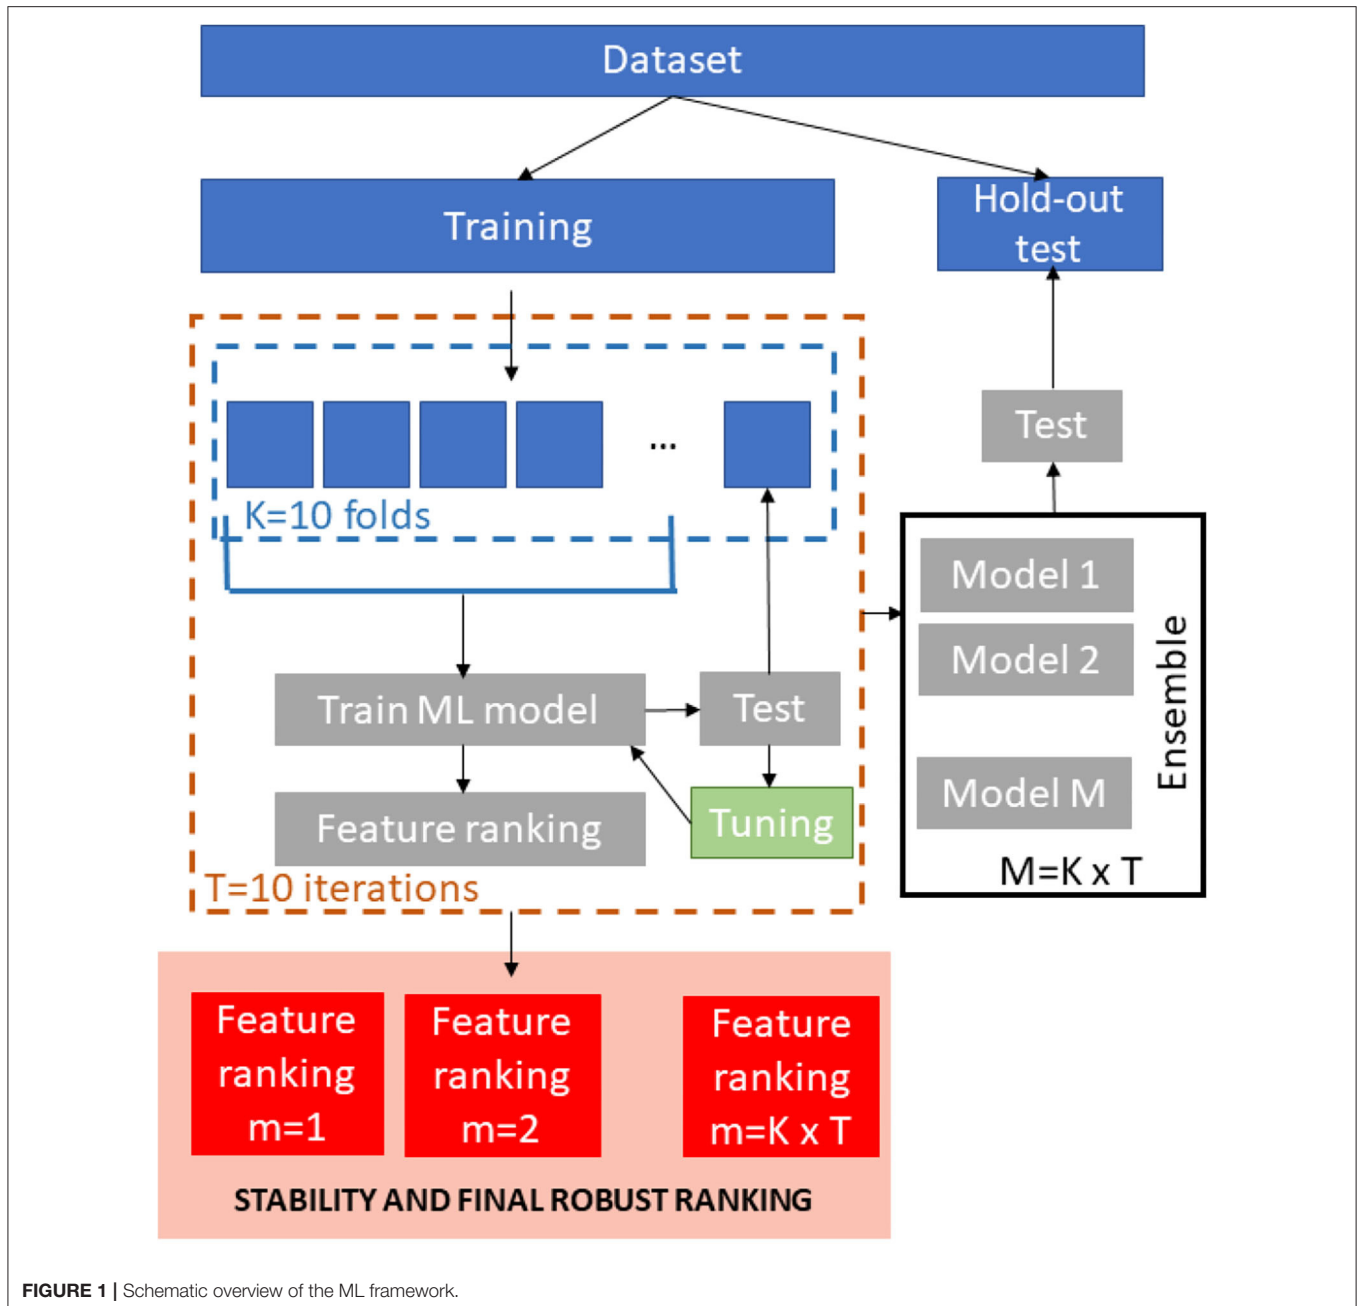 Dataset
Training
Hold-out
test
...
K=10 folds
Test
Model 1
Model 2
Model M
Ensemble
M=K x T
Train ML model
Test
Feature ranking
Tuning
T=10 iterations
Feature
ranking
m=1
Feature
ranking
m=2
Feature
ranking
m=K x T
STABILITY AND FINAL ROBUST RANKING
FIGURE 1 | Schematic overview of the ML framework.